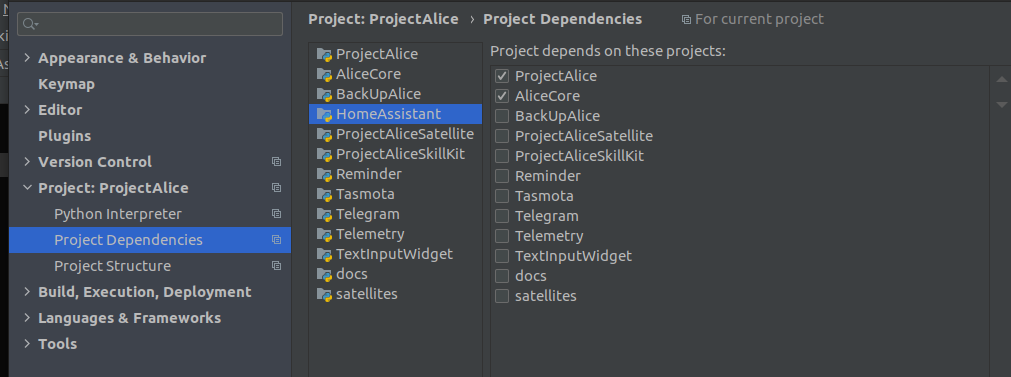 Project: ProjectAlice › Project Dependencies For current project
Appearance & Behavior
Keymap
Editor
Plugins
Version Control
Project: ProjectAlice
Python Interpreter
Project Dependencies
Project Structure
Build, Execution, Deployment
Languages & Frameworks
Tools
ProjectAlice
AliceCore
BackUpAlice
HomeAssistant
ProjectAliceSatellite
ProjectAliceSkillKit
Reminder
Tasmota
Telegram
Telemetry
TextInputWidget
docs
satellites
Project depends on these projects:
ProjectAlice
AliceCore
BackUpAlice
ProjectAliceSatellite
ProjectAliceSkillKit
Reminder
Tasmota
Telegram
Telemetry
TextInputWidget
docs
satellites